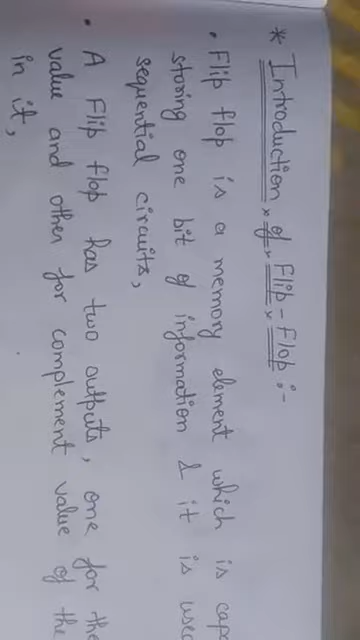 * Introduction of Flip-Flop :-
• Flip flop is a memory element which is
storing one bit of information & it is
sequential circuits,
• A Flip flop has two outputs, one for the
value and other for complement value of the
in it,